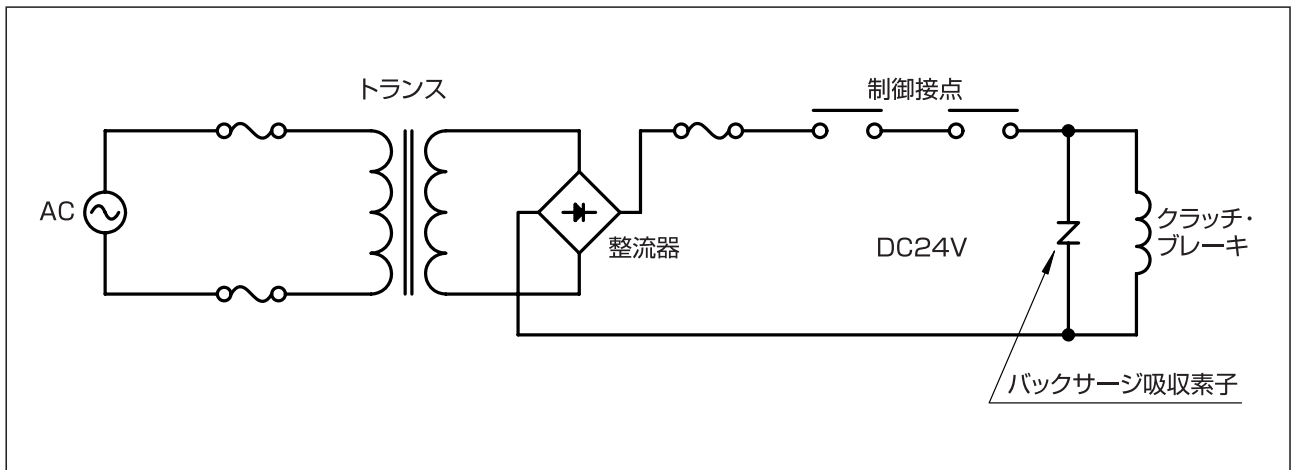 トランス
制御接点
AC
整流器
DC24V
クラッチ・
ブレーキ
バックサージ吸収素子